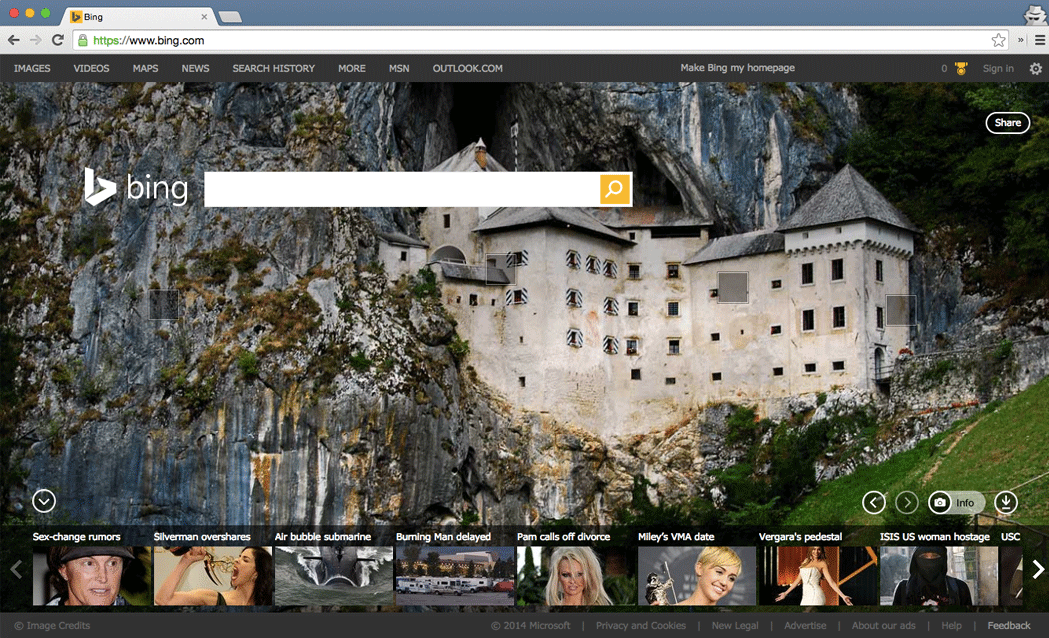 Bing
https://www.bing.com
IMAGES VIDEOS MAPS NEWS SEARCH HISTORY MORE MSN OUTLOOK.COM Make Bing my homepage 0 Sign in
Share
bing
Info
Sex-change rumors Silverman overshares Air bubble submarine Burning Man delayed Pam calls off divorce Miley's VMA date Vergara's pedestal ISIS US woman hostage USC
© Image Credits © 2014 Microsoft | Privacy and Cookies | New Legal | Advertise | About our ads | Help | Feedback